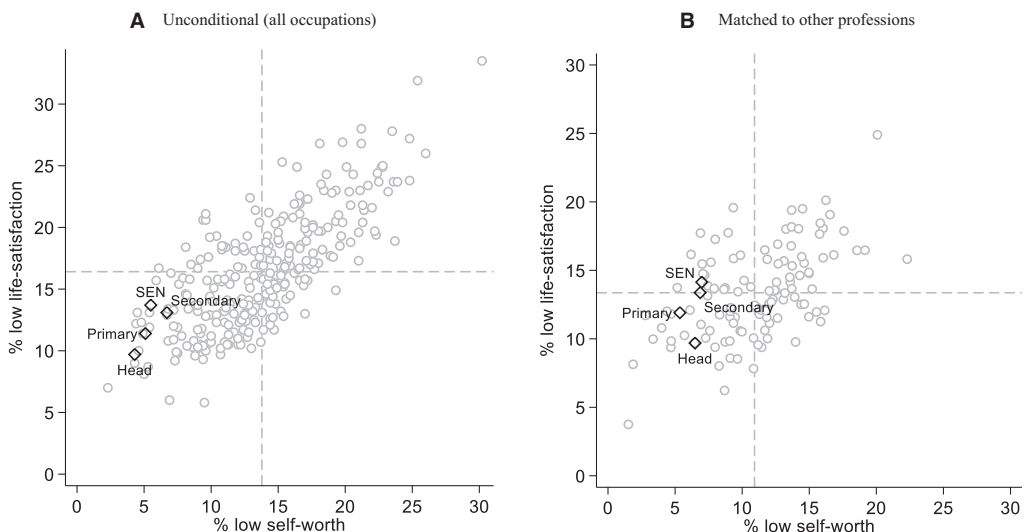 A Unconditional (all occupations)
% low life-satisfaction
30
25
20
15
10
5
0
SEN
Secondary
Primary
Head
0 5 10 15 20 25 30
% low self-worth
B Matched to other professions
% low life-satisfaction
30
25
20
15
10
5
0
SEN
Secondary
Primary
Head
0 5 10 15 20 25 30
% low self-worth